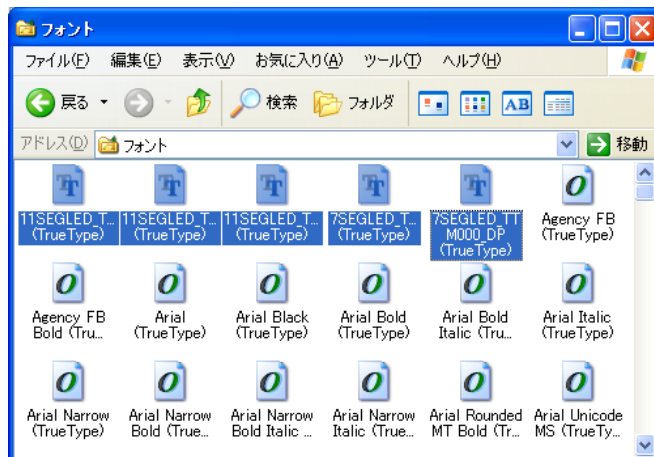 フォント
ファイル(F) 編集(E) 表示(V) お気に入り(A) ツール(T) ヘルプ(H)
戻る 検索 フォルダ AB
アドレス(D) フォント 移動
11SEGLED_T... 11SEGLED_T... 11SEGLED_T... 7SEGLED_T... 7SEGLED_TT Agency FB
(TrueType) (TrueType) (TrueType) (TrueType) M000_DP (TrueType)
(TrueType)
Agency FB Arial Arial Black Arial Bold Arial Bold Arial Italic
Bold (Tru... (TrueType) (TrueType) (TrueType) Italic (Tru... (TrueType)
Arial Narrow Arial Narrow Arial Narrow Arial Narrow Arial Rounded Arial Unicode
(TrueType) Bold (True... Bold Italic ... Italic (True... MT Bold (Tr... MS (TrueTy...